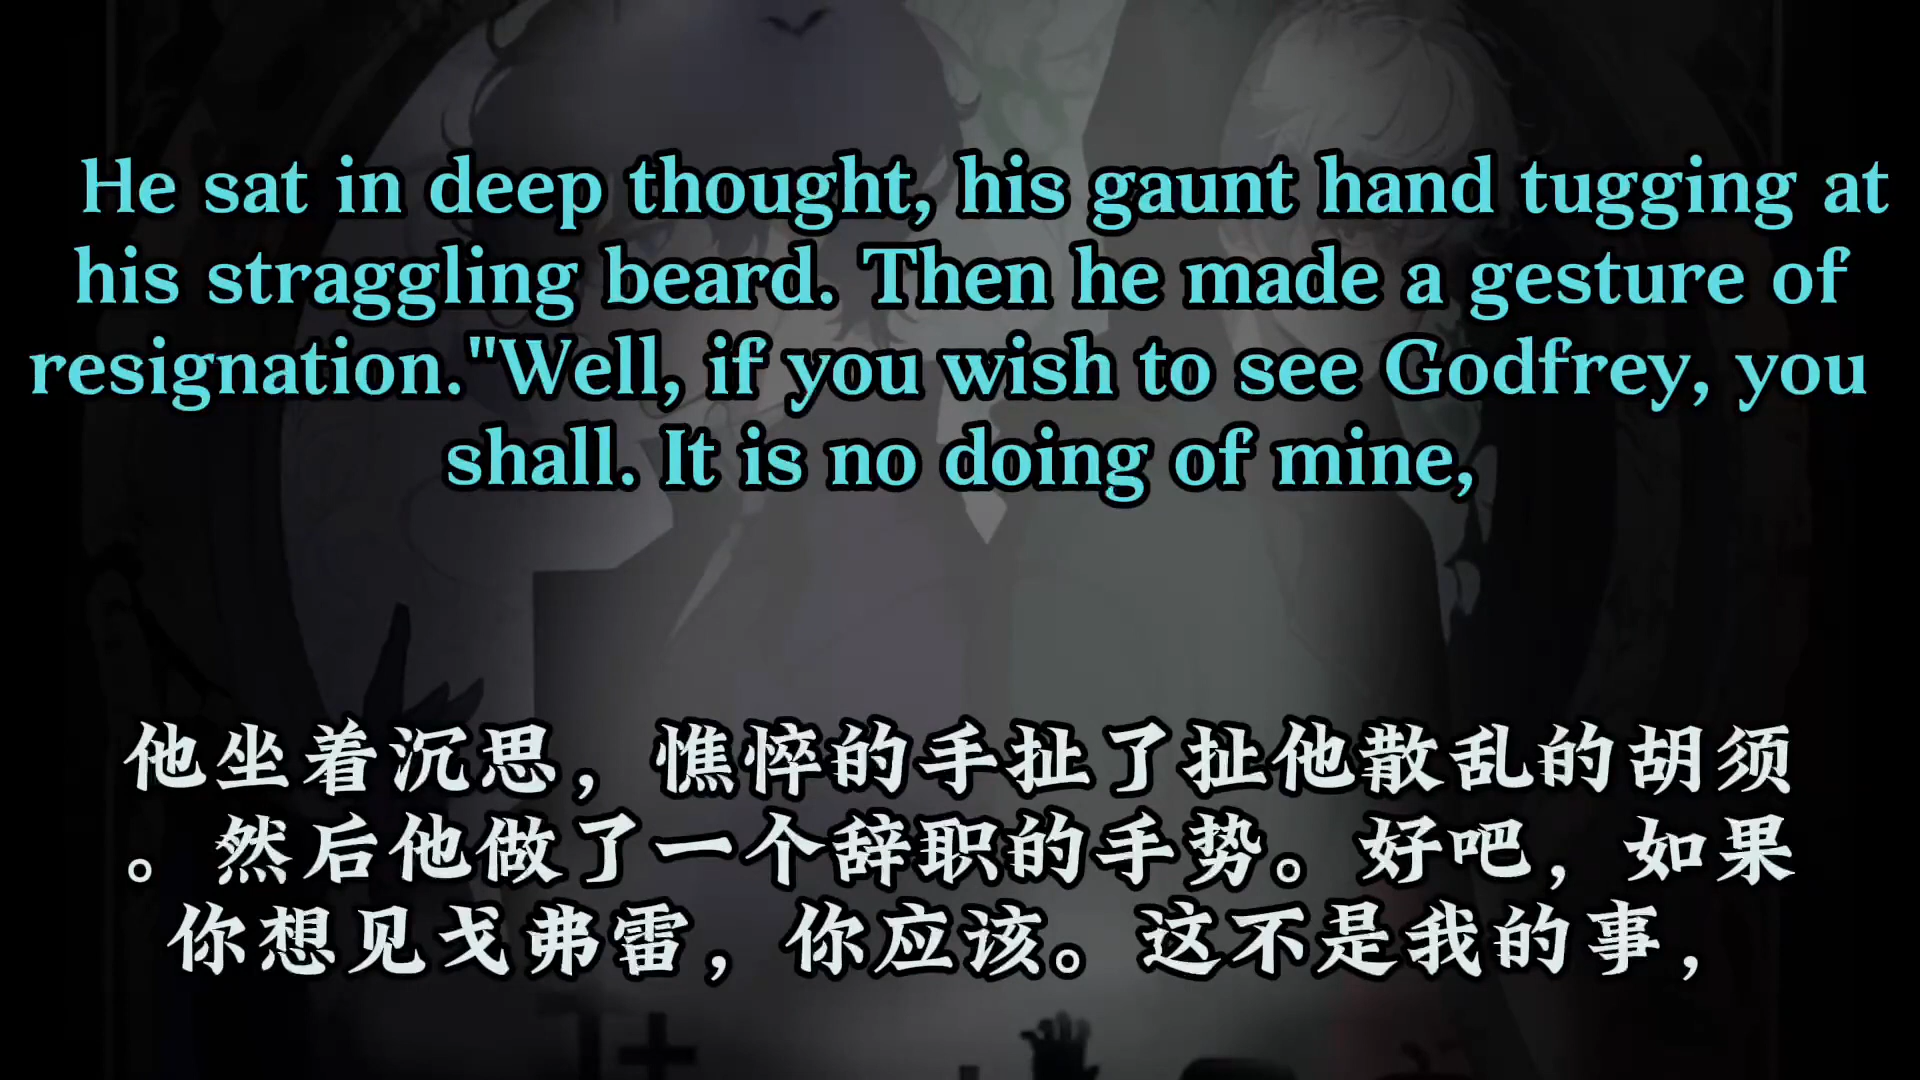 He sat in deep thought, his gaunt hand tugging at
his straggling beard. Then he made a gesture of
resignation."Well, if you wish to see Godfrey, you
shall. It is no doing of mine,
他坐着沉思，憔悴的手扯了扯他散乱的胡须
。然后他做了一个辞职的手势。好吧，如果
你想见戈弗雷，你应该。这不是我的事，